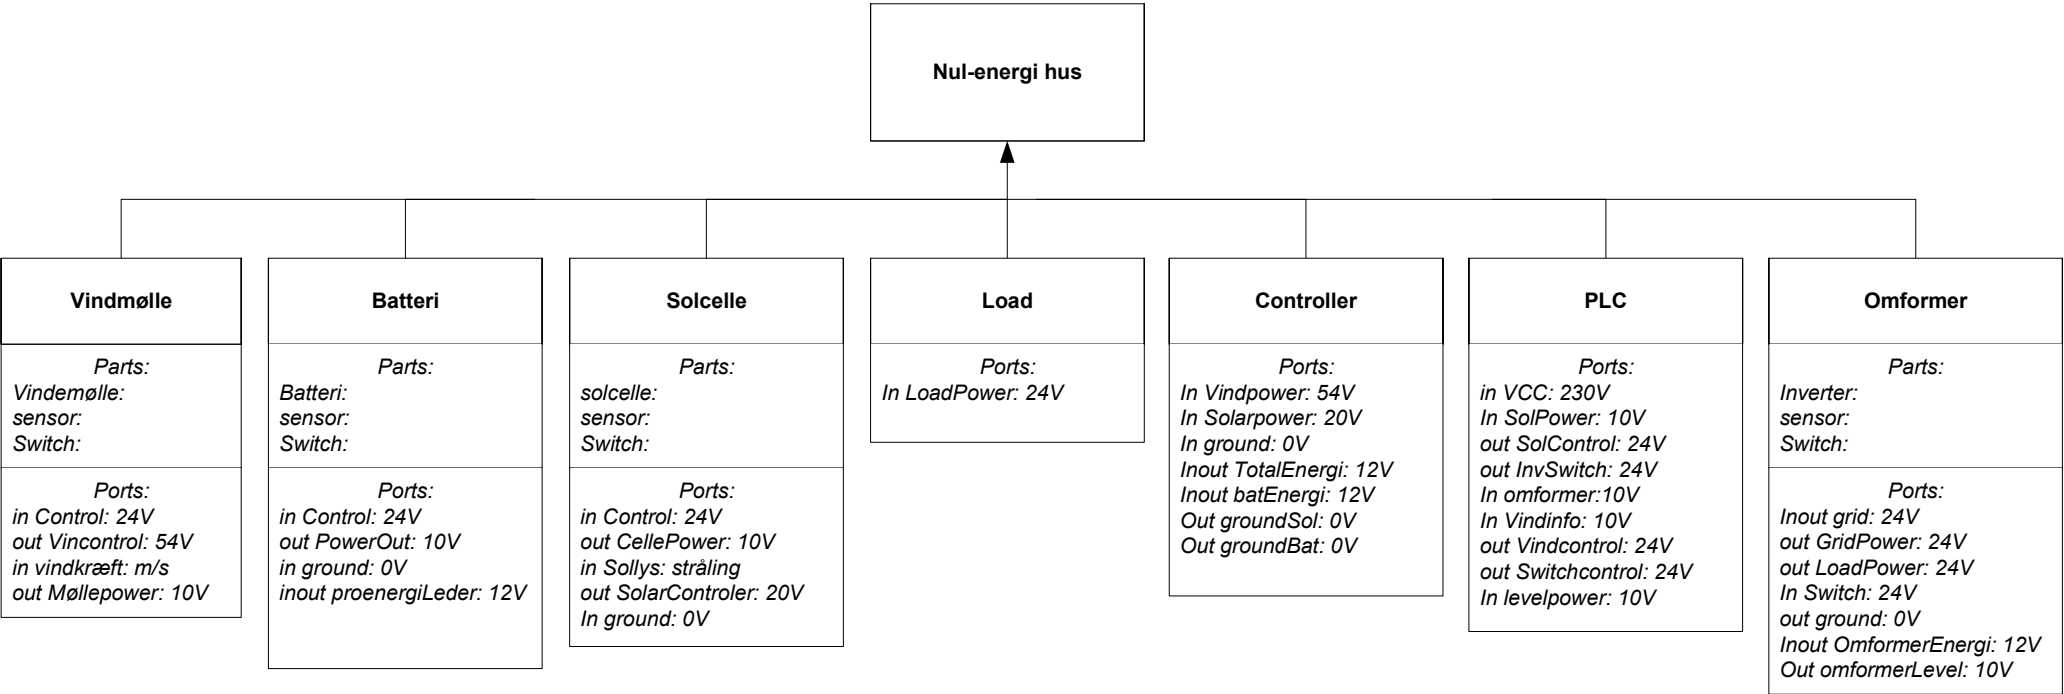 Nul-energi hus
Vindmølle
Parts:
Vindemølle:
sensor:
Switch:
Ports:
in Control: 24V
out Vincontrol: 54V
in vindkræft: m/s
out Møllepower: 10V
Batteri
Parts:
Batteri:
sensor:
Switch:
Ports:
in Control: 24V
out PowerOut: 10V
in ground: 0V
inout proenergiLeder: 12V
Solcelle
Parts:
solcelle:
sensor:
Switch:
Ports:
in Control: 24V
out CellePower: 10V
in Sollys: stråling
out SolarControler: 20V
In ground: 0V
Load
Ports:
In LoadPower: 24V
Controller
Ports:
In Vindpower: 54V
In Solarpower: 20V
In ground: 0V
Inout TotalEnergi: 12V
Inout batEnergi: 12V
Out groundSol: 0V
Out groundBat: 0V
PLC
Ports:
in VCC: 230V
In SolPower: 10V
out SolControl: 24V
out InvSwitch: 24V
In omformer:10V
In Vindinfo: 10V
out Vindcontrol: 24V
out Switchcontrol: 24V
In levelpower: 10V
Omformer
Parts:
Inverter:
sensor:
Switch:
Ports:
Inout grid: 24V
out GridPower: 24V
out LoadPower: 24V
In Switch: 24V
out ground: 0V
Inout OmformerEnergi: 12V
Out omformerLevel: 10V